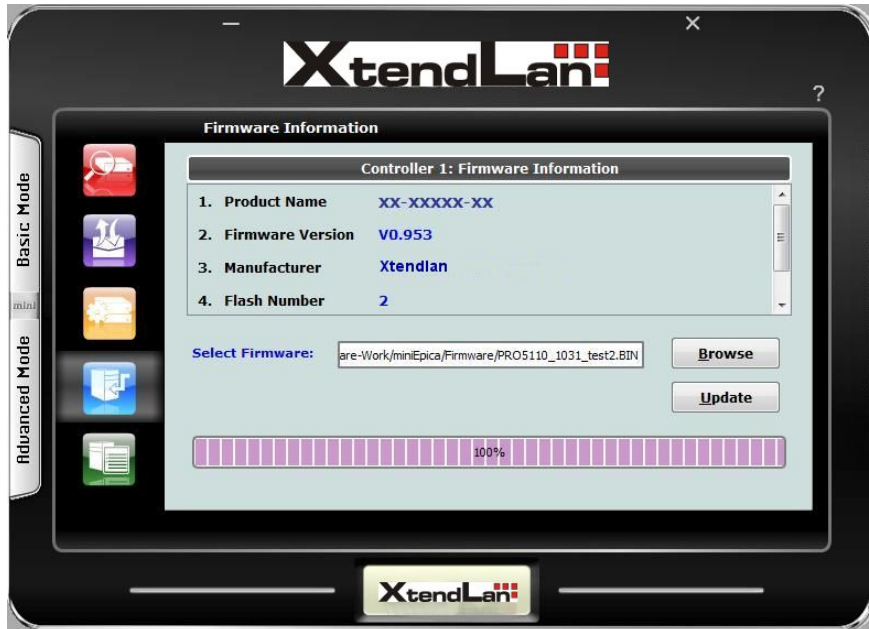 XtendLan
?
Firmware Information
Controller 1: Firmware Information
1. Product Name XX-XXXXX-XX
2. Firmware Version V0.953
3. Manufacturer Xtendlan
4. Flash Number 2
Select Firmware: are-Work/miniEpica/Firmware/PRO5110_1031_test2.BIN Browse
Update
100%
Basic Mode
mini
Advanced Mode
XtendLan